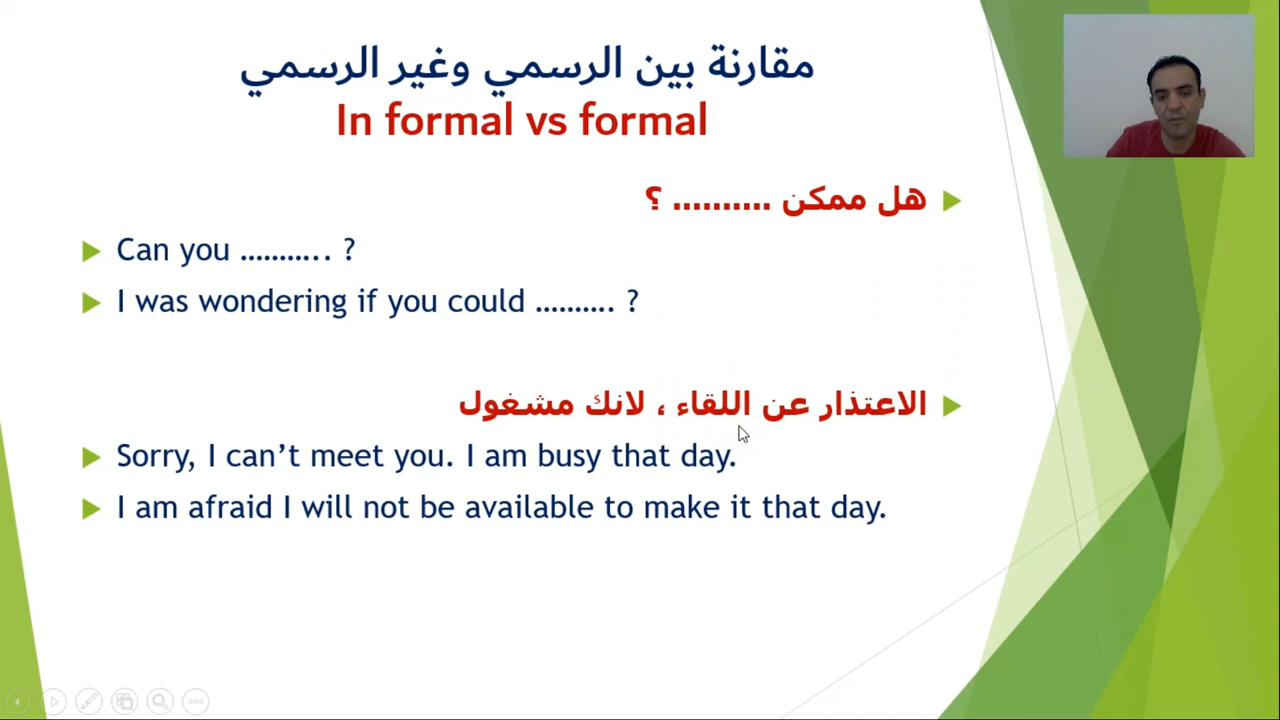 مقارنة بين الرسمي وغير الرسمي
In formal vs formal
هل ممكن .......... ؟
Can you ……….. ?
I was wondering if you could ………. ?
الاعتذار عن اللقاء ، لانك مشغول
Sorry, I can’t meet you. I am busy that day.
I am afraid I will not be available to make it that day.